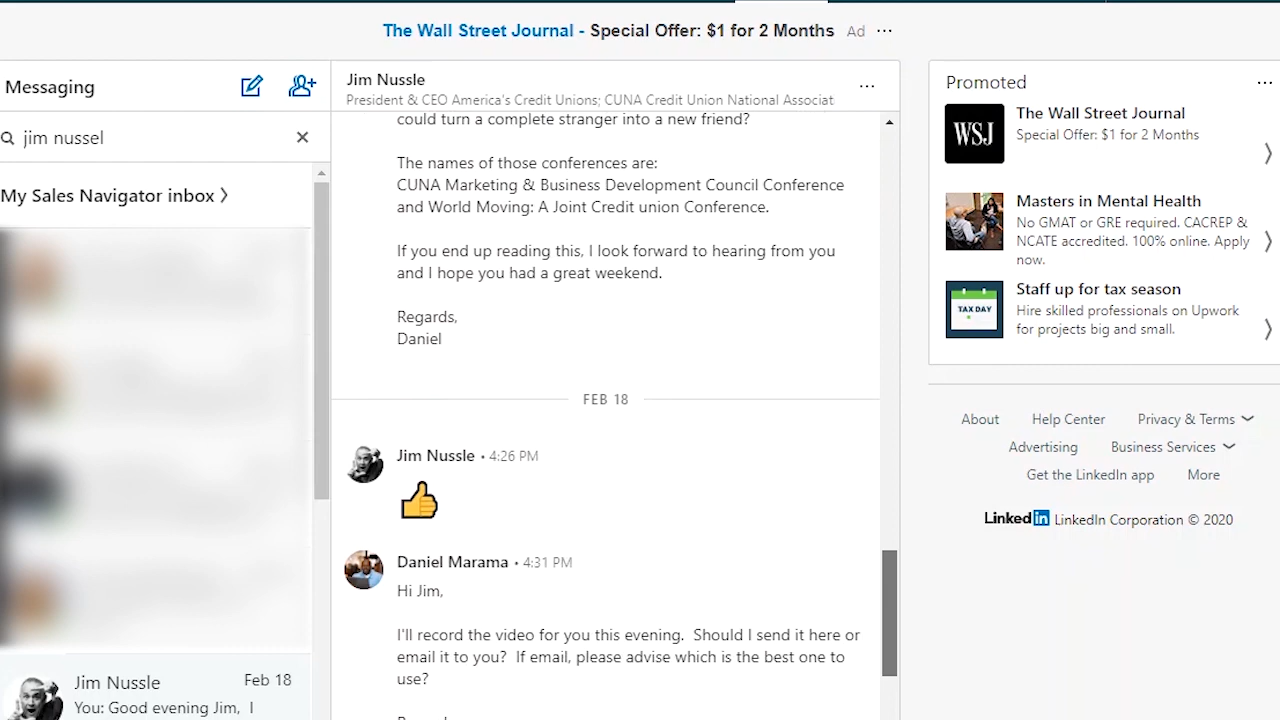 The Wall Street Journal - Special Offer: $1 for 2 Months Ad ...
Messaging
jim nussel
My Sales Navigator inbox
Jim Nussle Feb 18
You: Good evening Jim, I
Jim Nussle
President & CEO America's Credit Unions; CUNA Credit Union National Associat
could turn a complete stranger into a new friend?
The names of those conferences are:
CUNA Marketing & Business Development Council Conference
and World Moving: A Joint Credit union Conference.
If you end up reading this, I look forward to hearing from you
and I hope you had a great weekend.
Regards,
Daniel
FEB 18
Jim Nussle • 4:26 PM
Daniel Marama • 4:31 PM
Hi Jim,
I'll record the video for you this evening. Should I send it here or
email it to you? If email, please advise which is the best one to
use?
Promoted
WSJ
The Wall Street Journal
Special Offer: $1 for 2 Months
Masters in Mental Health
No GMAT or GRE required. CACREP &
NCATE accredited. 100% online. Apply
now.
TAX DAY
Staff up for tax season
Hire skilled professionals on Upwork
for projects big and small.
About Help Center Privacy & Terms
Advertising Business Services
Get the LinkedIn app More
LinkedIn LinkedIn Corporation © 2020